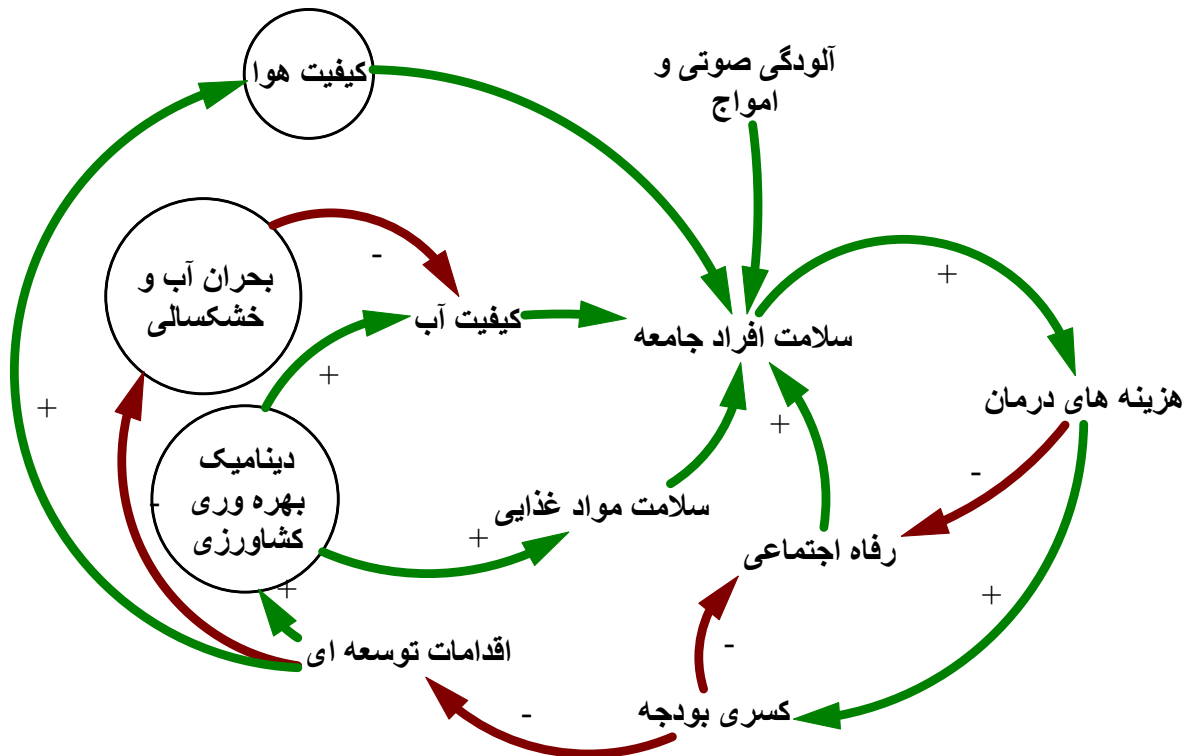 کیفیت هوا
آلودگی صوتی و
امواج
بحران آب و
خشکسالی
-
کیفیت آب
+
سلامت افراد جامعه
+
هزینه های درمان
+
دینامیک
بهره وری
کشاورزی
-
+
سلامت مواد غذایی
+
+
-
رفاه اجتماعی
+
+
اقدامات توسعه ای
-
کسری بودجه
-